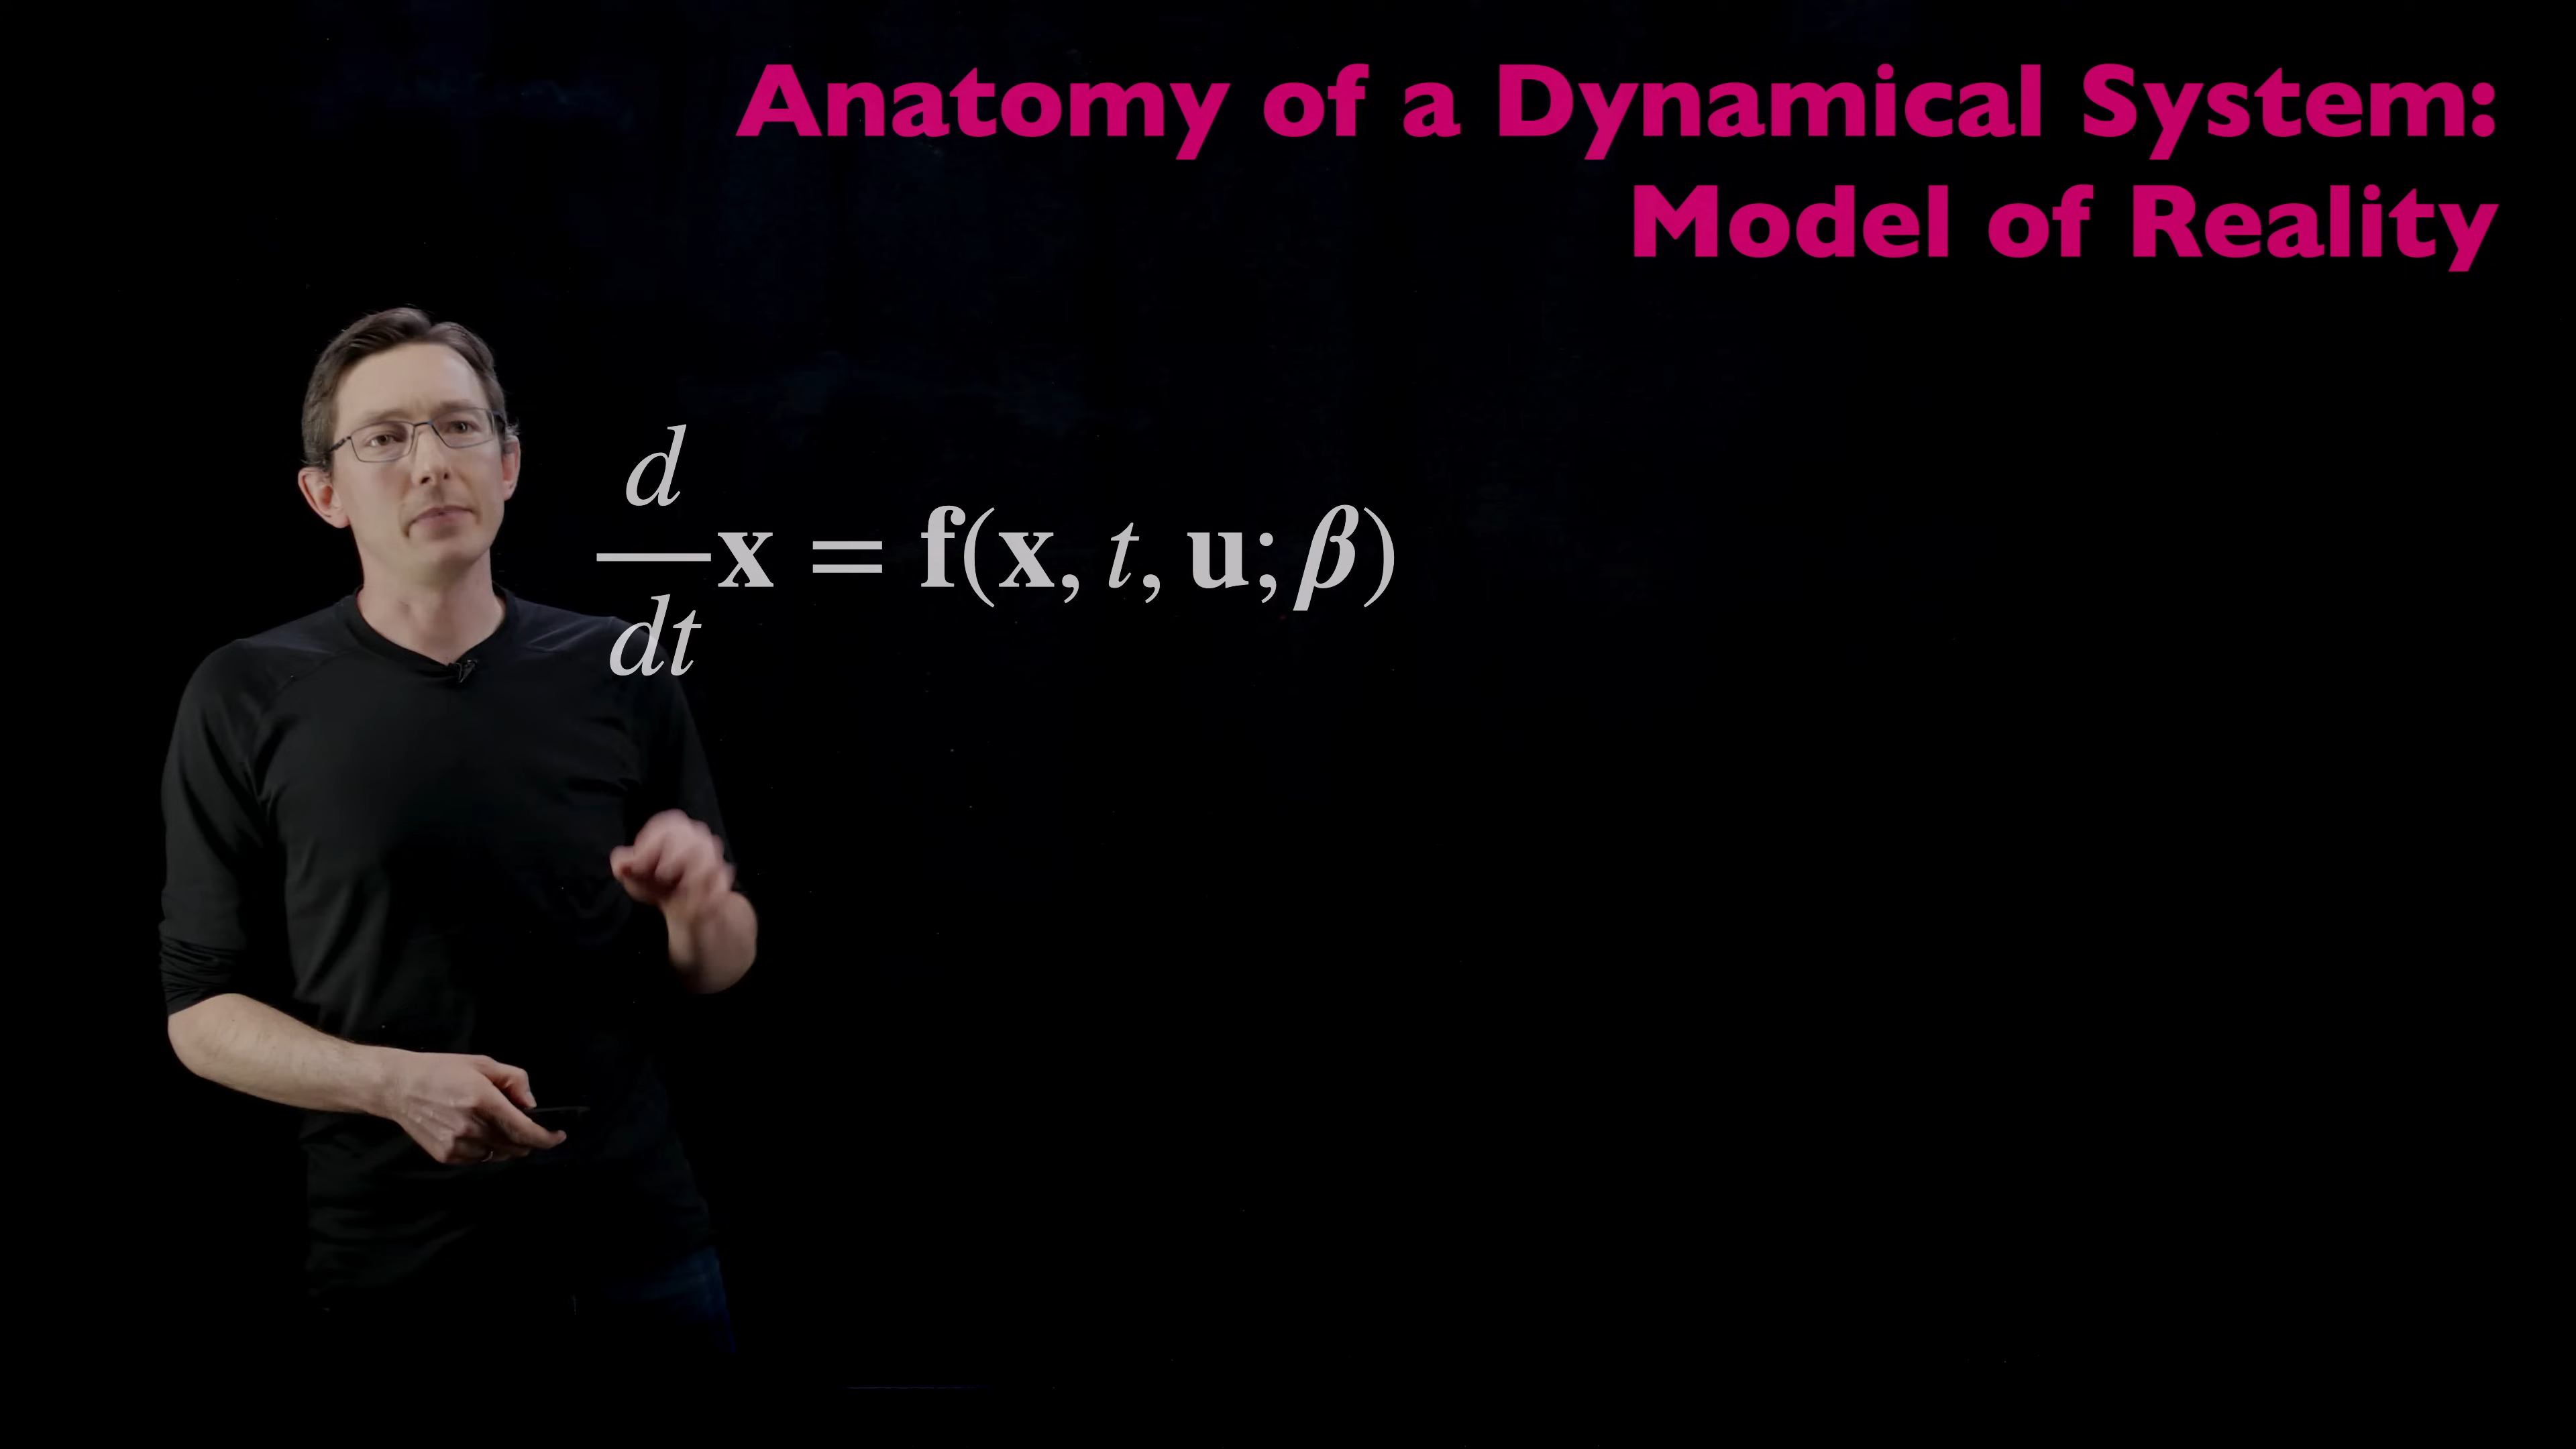 Anatomy of a Dynamical System:
Model of Reality
d/dt 𝐱 = 𝐟(𝐱, t, 𝐮; 𝜷)